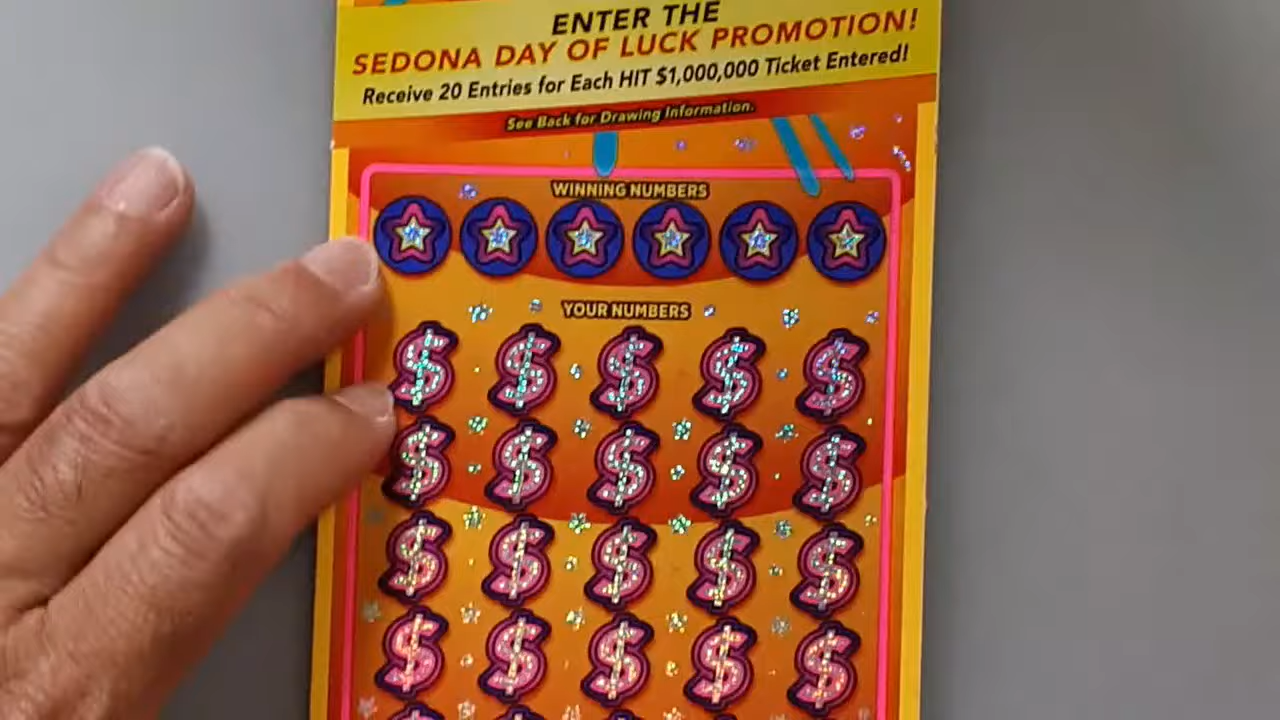 ENTER THE
SEDONA DAY OF LUCK PROMOTION!
Receive 20 Entries for Each HIT $1,000,000 Ticket Entered!
See Back for Drawing Information.
WINNING NUMBERS
YOUR NUMBERS
$ $ $ $ $
$ $ $ $ $
$ $ $ $ $
$ $ $ $ $